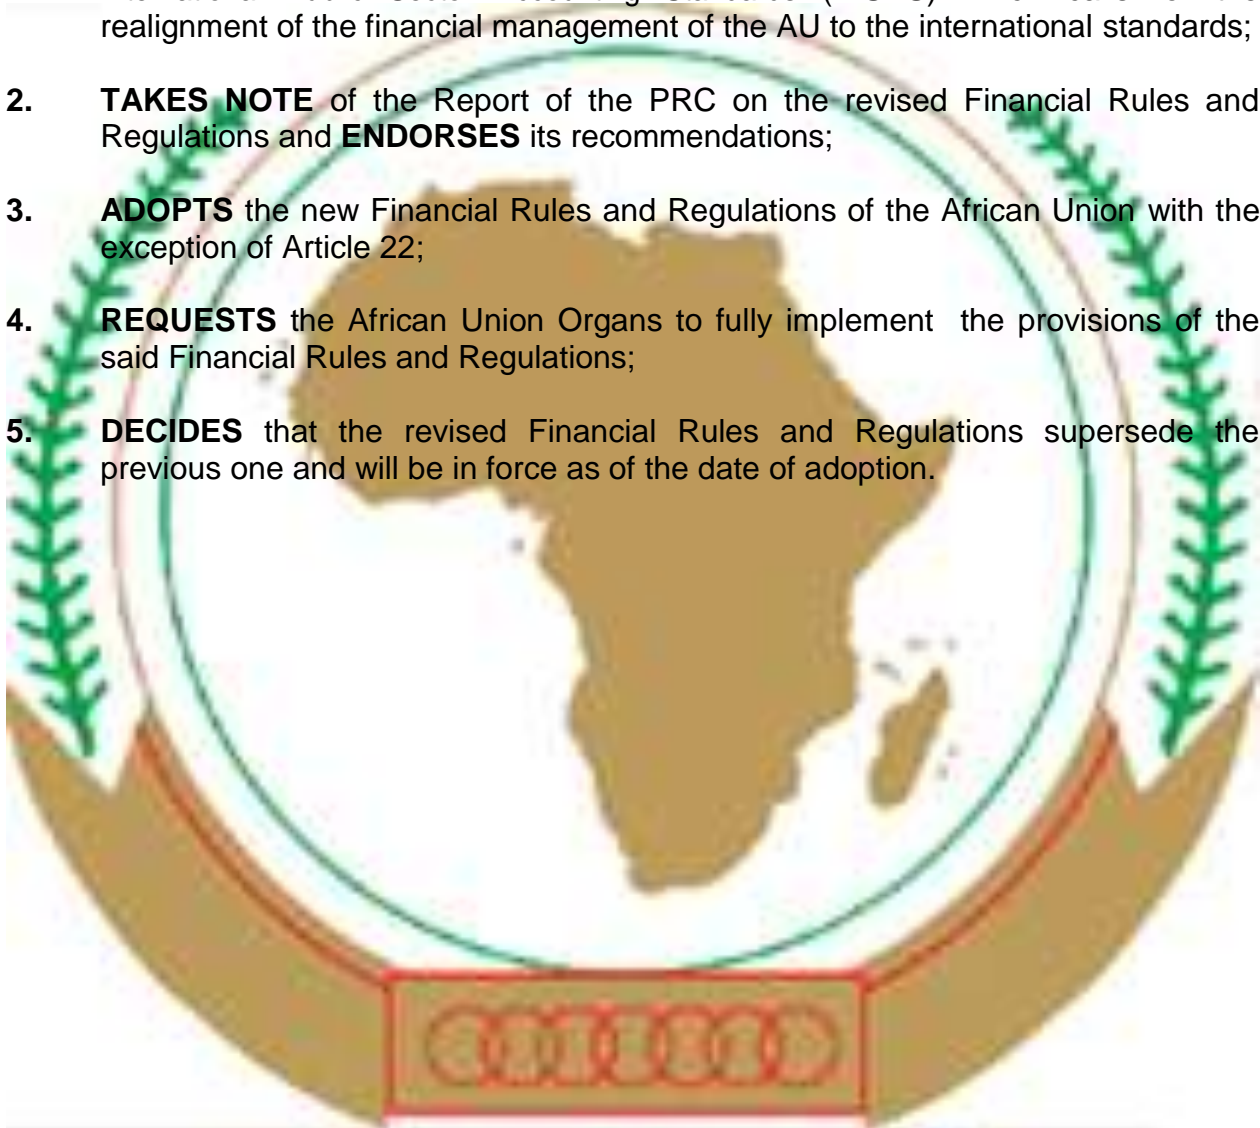 realignment of the financial management of the AU to the international standards;
2. TAKES NOTE of the Report of the PRC on the revised Financial Rules and
Regulations and ENDORSES its recommendations;
3. ADOPTS the new Financial Rules and Regulations of the African Union with the
exception of Article 22;
4. REQUESTS the African Union Organs to fully implement the provisions of the
said Financial Rules and Regulations;
5. DECIDES that the revised Financial Rules and Regulations supersede the
previous one and will be in force as of the date of adoption.